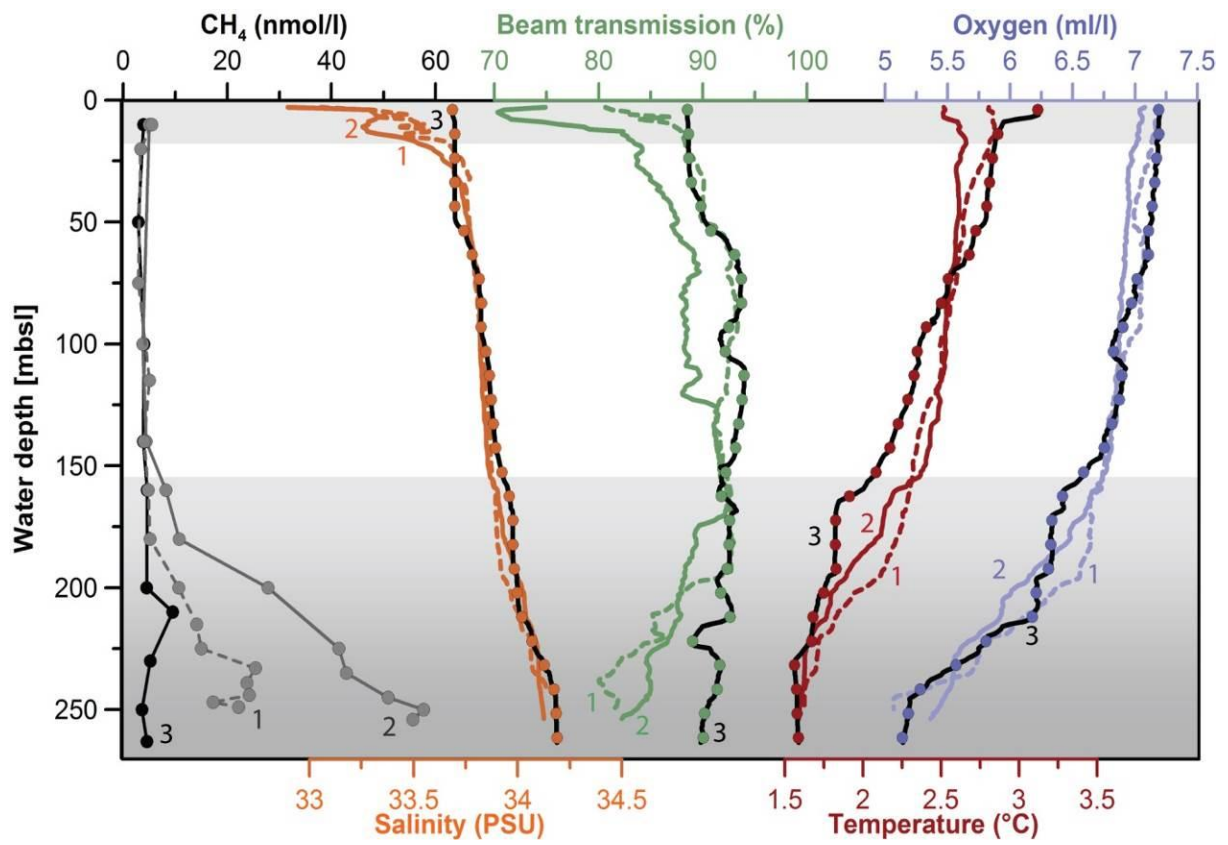 CH4 (nmol/l) Beam transmission (%) Oxygen (ml/l)
0 20 40 60 70 80 90 100 5 5.5 6 6.5 7 7.5
0
50
100
150
200
250
Water depth [mbsl]
2 3
1
3 2 1 2 1
3
1 2
3 1 2 3
33 33.5 34 34.5 1.5 2 2.5 3 3.5
Salinity (PSU) Temperature (°C)